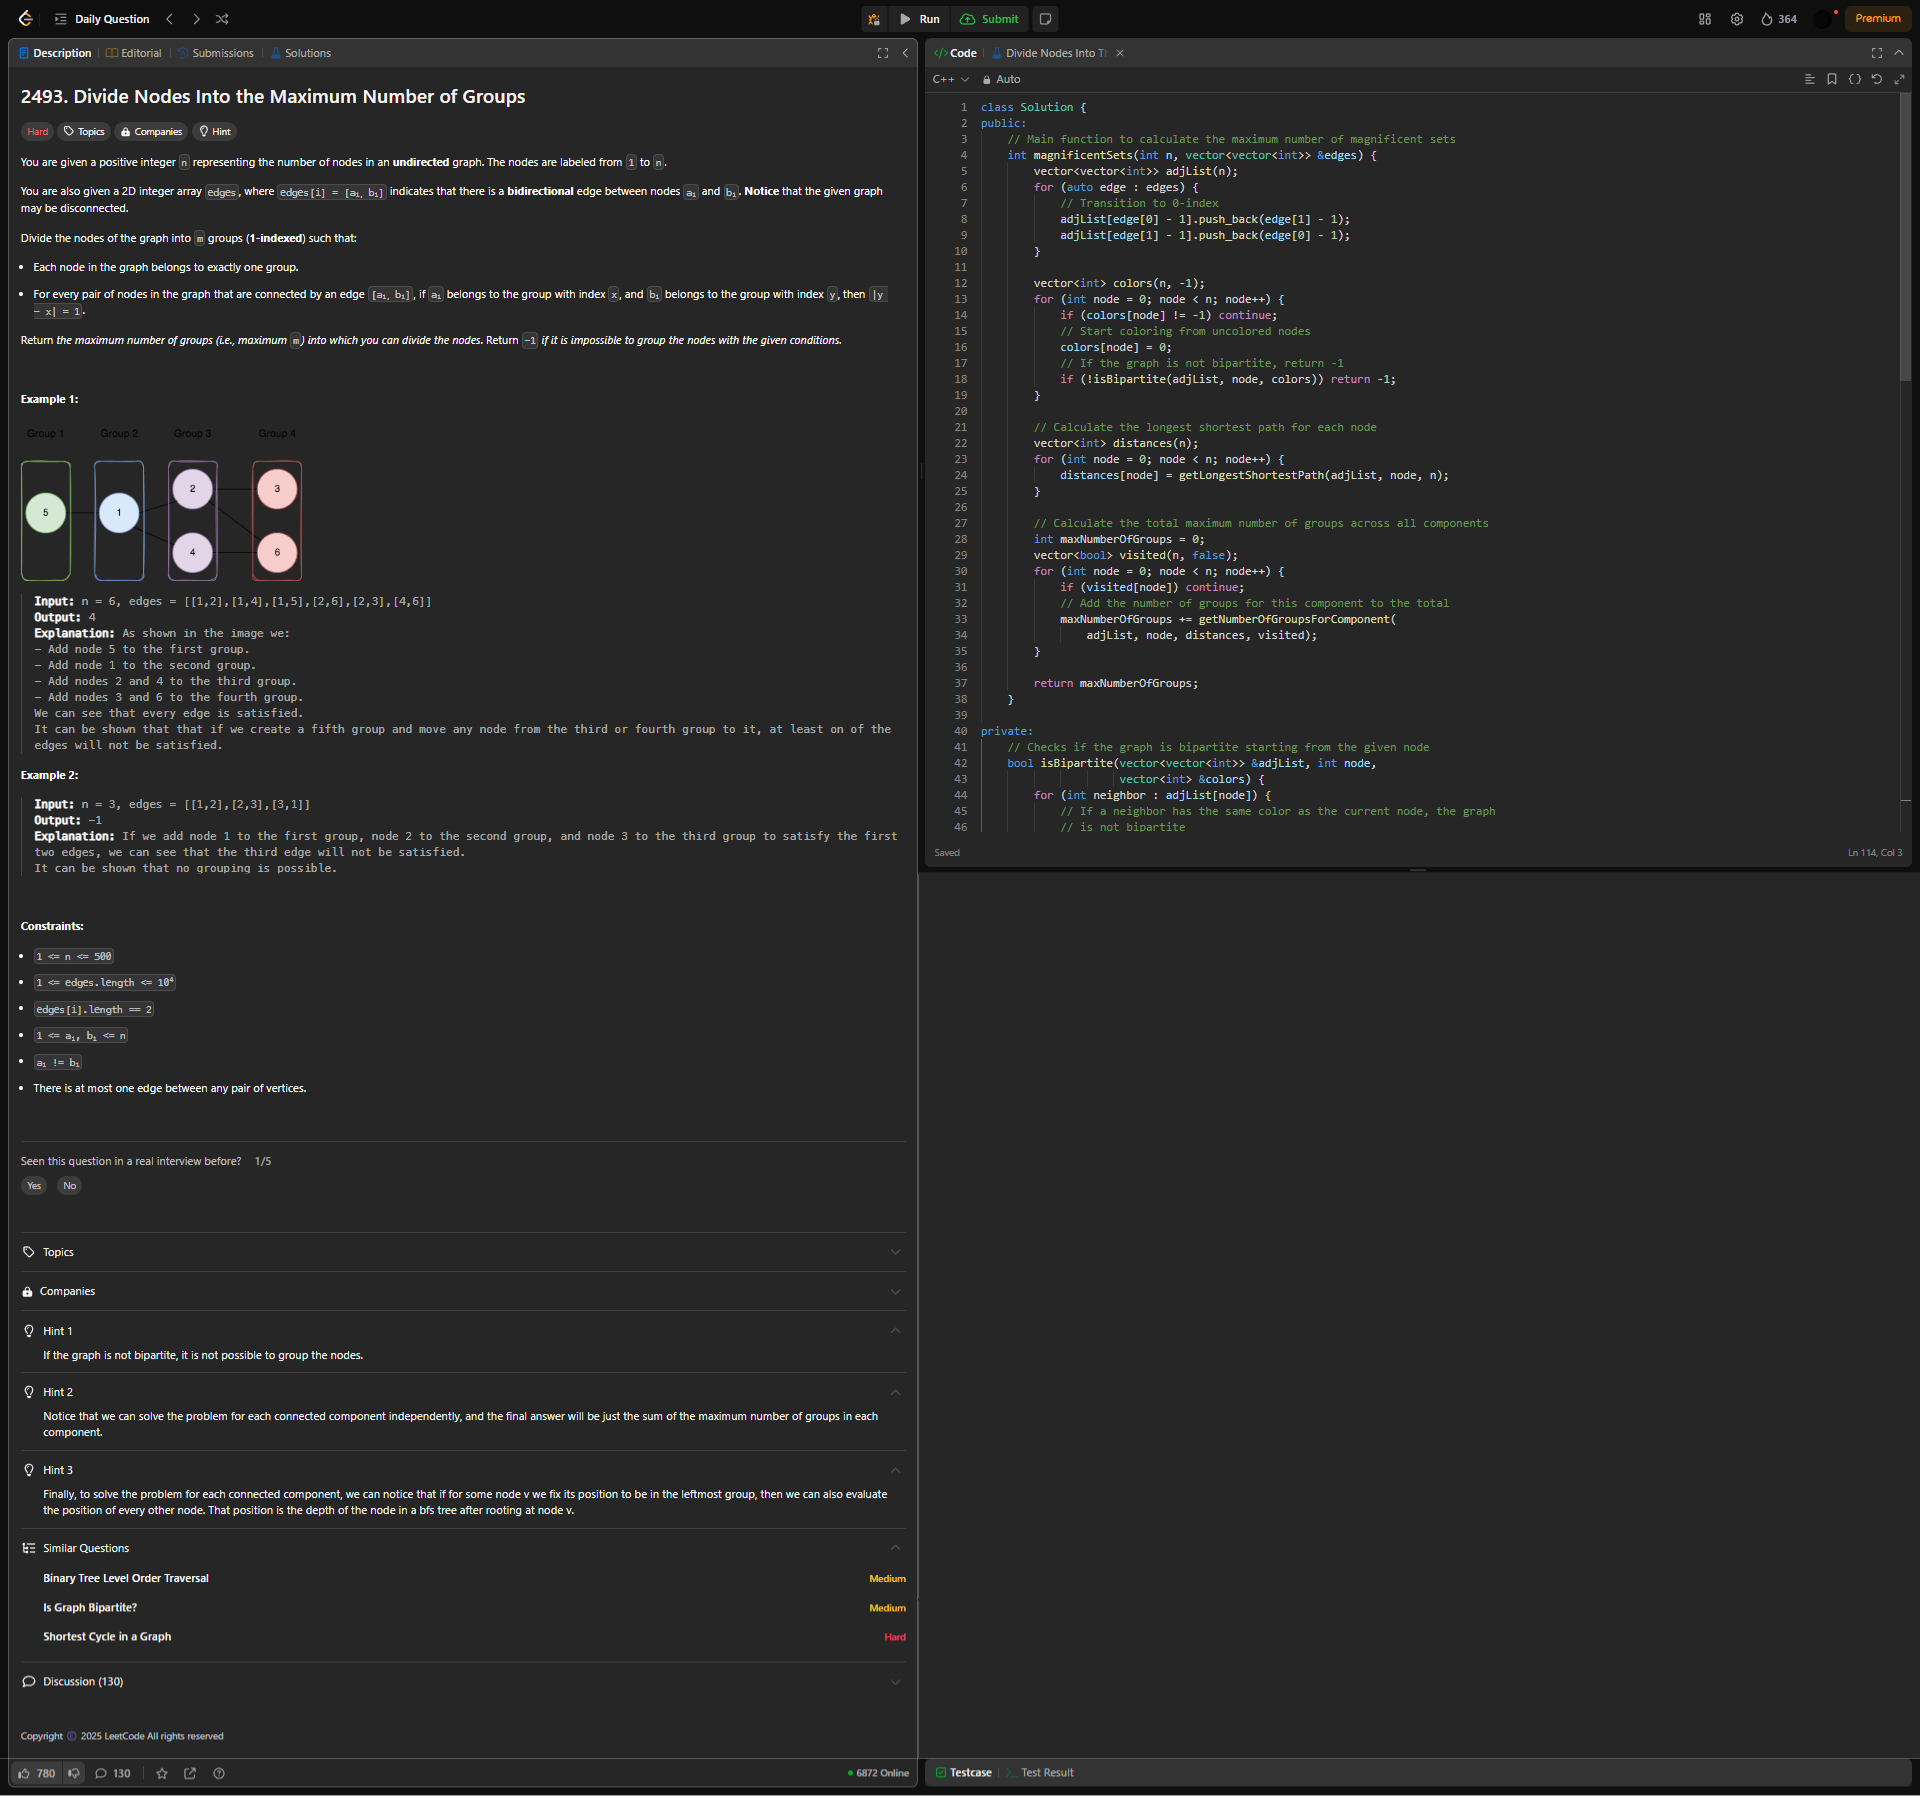 Daily Question
Run
Submit
364
Premium
Description
Editorial
Submissions
Solutions
2493. Divide Nodes Into the Maximum Number of Groups
Hard
Topics
Companies
Hint
You are given a positive integer n representing the number of nodes in an undirected graph. The nodes are labeled from 1 to n.
You are also given a 2D integer array edges, where edges[i] = [aᵢ, bᵢ] indicates that there is a bidirectional edge between nodes aᵢ and bᵢ. Notice that the given graph
may be disconnected.
Divide the nodes of the graph into m groups (1-indexed) such that:
• Each node in the graph belongs to exactly one group.
• For every pair of nodes in the graph that are connected by an edge [aᵢ, bᵢ], if aᵢ belongs to the group with index x, and bᵢ belongs to the group with index y, then |y
− x| = 1.
Return the maximum number of groups (i.e., maximum m) into which you can divide the nodes. Return -1 if it is impossible to group the nodes with the given conditions.
Example 1:
Group 1
Group 2
Group 3
Group 4
2
3
5
1
4
6
Input: n = 6, edges = [[1,2],[1,4],[1,5],[2,6],[2,3],[4,6]]
Output: 4
Explanation: As shown in the image we:
- Add node 5 to the first group.
- Add node 1 to the second group.
- Add nodes 2 and 4 to the third group.
- Add nodes 3 and 6 to the fourth group.
We can see that every edge is satisfied.
It can be shown that that if we create a fifth group and move any node from the third or fourth group to it, at least on of the
edges will not be satisfied.
Example 2:
Input: n = 3, edges = [[1,2],[2,3],[3,1]]
Output: -1
Explanation: If we add node 1 to the first group, node 2 to the second group, and node 3 to the third group to satisfy the first
two edges, we can see that the third edge will not be satisfied.
It can be shown that no grouping is possible.
Constraints:
• 1 <= n <= 500
• 1 <= edges.length <= 10⁴
• edges[i].length == 2
• 1 <= aᵢ, bᵢ <= n
• aᵢ != bᵢ
• There is at most one edge between any pair of vertices.
Seen this question in a real interview before? 1/5
Yes
No
Topics
Companies
Hint 1
If the graph is not bipartite, it is not possible to group the nodes.
Hint 2
Notice that we can solve the problem for each connected component independently, and the final answer will be just the sum of the maximum number of groups in each
component.
Hint 3
Finally, to solve the problem for each connected component, we can notice that if for some node v we fix its position to be in the leftmost group, then we can also evaluate
the position of every other node. That position is the depth of the node in a bfs tree after rooting at node v.
Similar Questions
Binary Tree Level Order Traversal Medium
Is Graph Bipartite? Medium
Shortest Cycle in a Graph Hard
Discussion (130)
Copyright © 2025 LeetCode All rights reserved
780
130
6872 Online
</> Code
Divide Nodes Into T
C++
Auto
1 class Solution {
2 public:
3 // Main function to calculate the maximum number of magnificent sets
4 int magnificentSets(int n, vector<vector<int>> &edges) {
5 vector<vector<int>> adjList(n);
6 for (auto edge : edges) {
7 // Transition to 0-index
8 adjList[edge[0] - 1].push_back(edge[1] - 1);
9 adjList[edge[1] - 1].push_back(edge[0] - 1);
10 }
11
12 vector<int> colors(n, -1);
13 for (int node = 0; node < n; node++) {
14 if (colors[node] != -1) continue;
15 // Start coloring from uncolored nodes
16 colors[node] = 0;
17 // If the graph is not bipartite, return -1
18 if (!isBipartite(adjList, node, colors)) return -1;
19 }
20
21 // Calculate the longest shortest path for each node
22 vector<int> distances(n);
23 for (int node = 0; node < n; node++) {
24 distances[node] = getLongestShortestPath(adjList, node, n);
25 }
26
27 // Calculate the total maximum number of groups across all components
28 int maxNumberOfGroups = 0;
29 vector<bool> visited(n, false);
30 for (int node = 0; node < n; node++) {
31 if (visited[node]) continue;
32 // Add the number of groups for this component to the total
33 maxNumberOfGroups += getNumberOfGroupsForComponent(
34 adjList, node, distances, visited);
35 }
36
37 return maxNumberOfGroups;
38 }
39
40 private:
41 // Checks if the graph is bipartite starting from the given node
42 bool isBipartite(vector<vector<int>> &adjList, int node,
43 vector<int> &colors) {
44 for (int neighbor : adjList[node]) {
45 // If a neighbor has the same color as the current node, the graph
46 // is not bipartite
Saved
Ln 114, Col 3
Testcase
Test Result